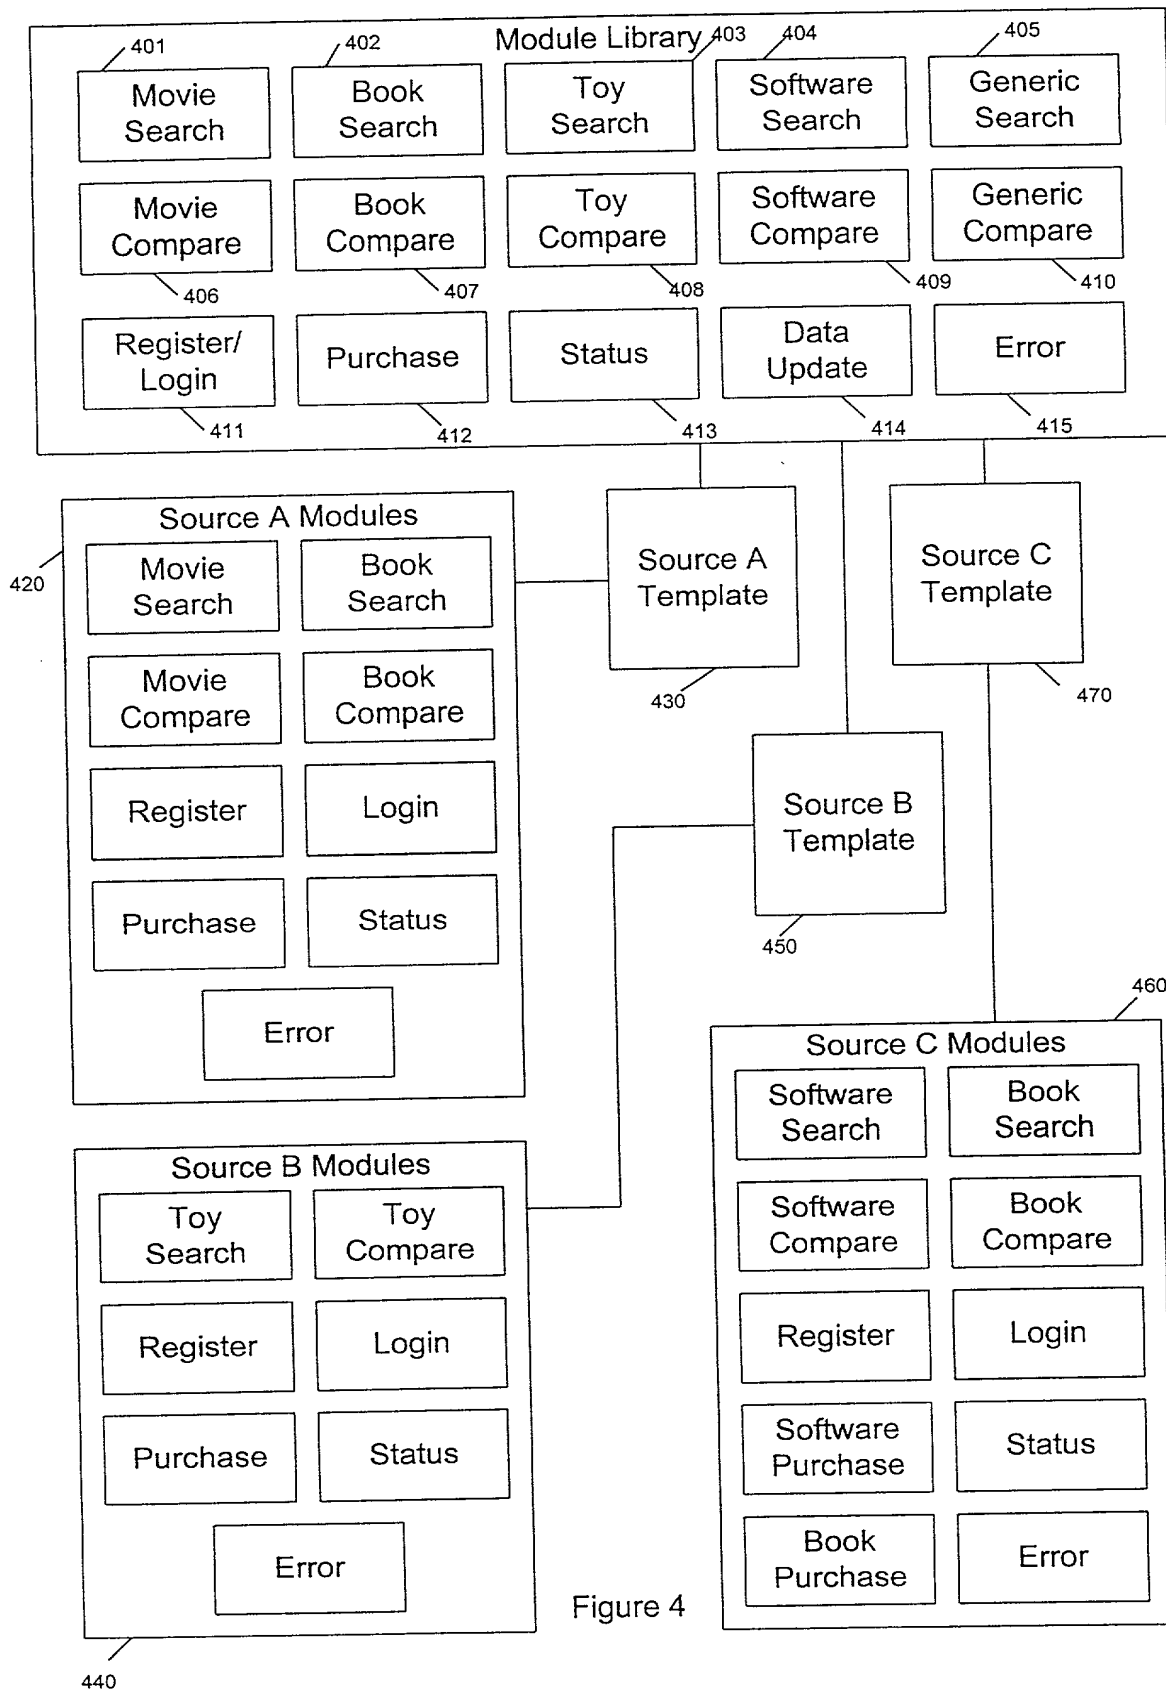 Module Library
401
402
403
404
405
Movie
Search
Book
Search
Toy
Search
Software
Search
Generic
Search
Movie
Compare
Book
Compare
Toy
Compare
Software
Compare
Generic
Compare
406
407
408
409
410
Register/
Login
Purchase
Status
Data
Update
Error
411
412
413
414
415
Source A Modules
420
Movie
Search
Book
Search
Movie
Compare
Book
Compare
Register
Login
Purchase
Status
Error
Source A
Template
430
Source C
Template
470
Source B
Template
450
Source B Modules
Toy
Search
Toy
Compare
Register
Login
Purchase
Status
Error
440
460
Source C Modules
Software
Search
Book
Search
Software
Compare
Book
Compare
Register
Login
Software
Purchase
Status
Book
Purchase
Error
Figure 4